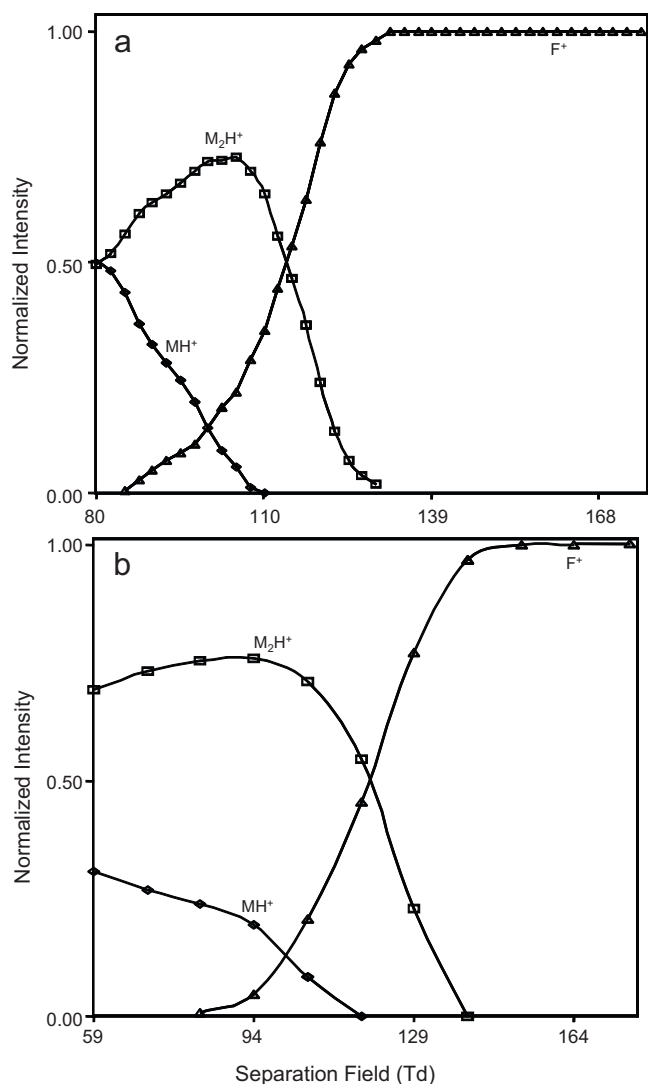 a
1.00
F⁺
M₂H⁺
Normalized Intensity
0.50
MH⁺
0.00
80 110 139 168
b
1.00
F⁺
M₂H⁺
Normalized Intensity
0.50
MH⁺
0.00
59 94 129 164
Separation Field (Td)